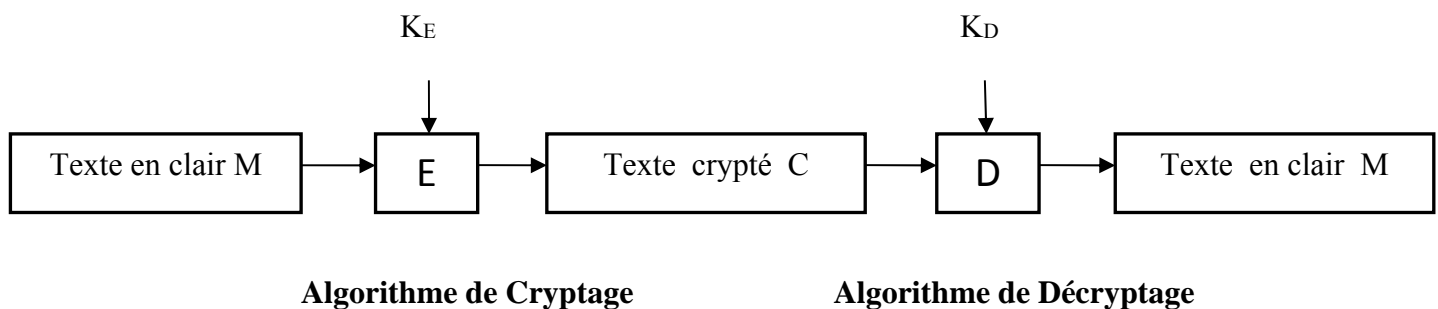 KE KD
Texte en clair M E Texte crypté C D Texte en clair M
Algorithme de Cryptage Algorithme de Décryptage